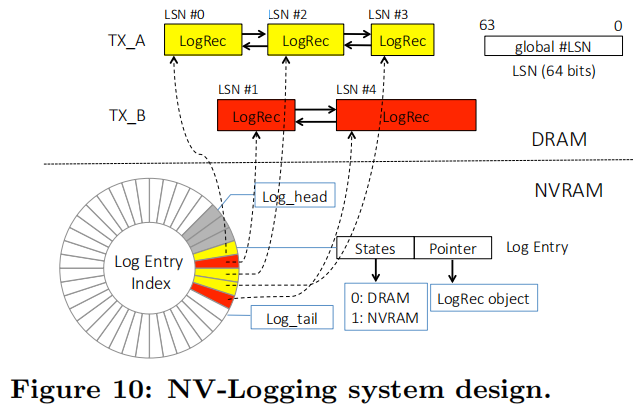 LSN #0 LSN #2 LSN #3
63 0
TX_A LogRec LogRec LogRec global #LSN
LSN (64 bits)
LSN #1 LSN #4
TX_B LogRec LogRec
DRAM
NVRAM
Log_head
States Pointer Log Entry
Log Entry
Index
0: DRAM
1: NVRAM
LogRec object
Log_tail
Figure 10: NV-Logging system design.